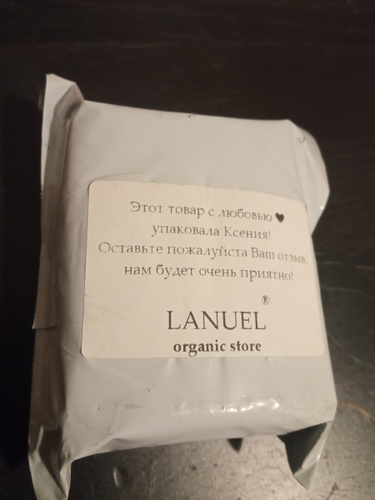 Этот товар с любовью ♥
упаковала Ксения!
Оставьте пожалуйста Ваш отзыв,
нам будет очень приятно!
LANUEL®
organic store